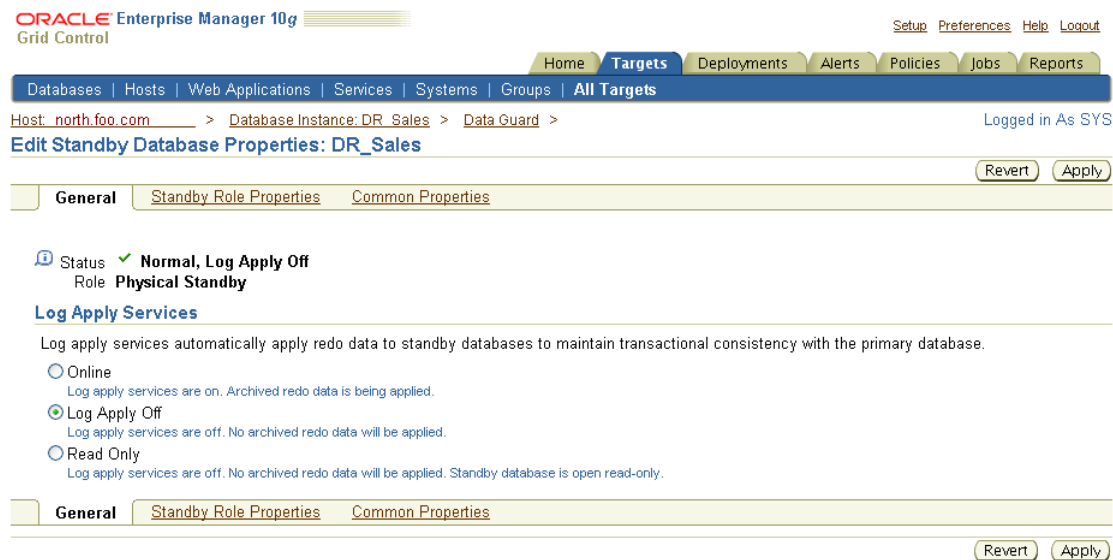 ORACLE Enterprise Manager 10g
Grid Control
Setup Preferences Help Logout
Home Targets Deployments Alerts Policies Jobs Reports
Databases | Hosts | Web Applications | Services | Systems | Groups | All Targets
Host: north.foo.com > Database Instance: DR_Sales > Data Guard >
Logged in As SYS
Edit Standby Database Properties: DR_Sales
Revert Apply
General Standby Role Properties Common Properties
Status Normal, Log Apply Off
Role Physical Standby
Log Apply Services
Log apply services automatically apply redo data to standby databases to maintain transactional consistency with the primary database.
Online
Log apply services are on. Archived redo data is being applied.
Log Apply Off
Log apply services are off. No archived redo data will be applied.
Read Only
Log apply services are off. No archived redo data will be applied. Standby database is open read-only.
General Standby Role Properties Common Properties
Revert Apply